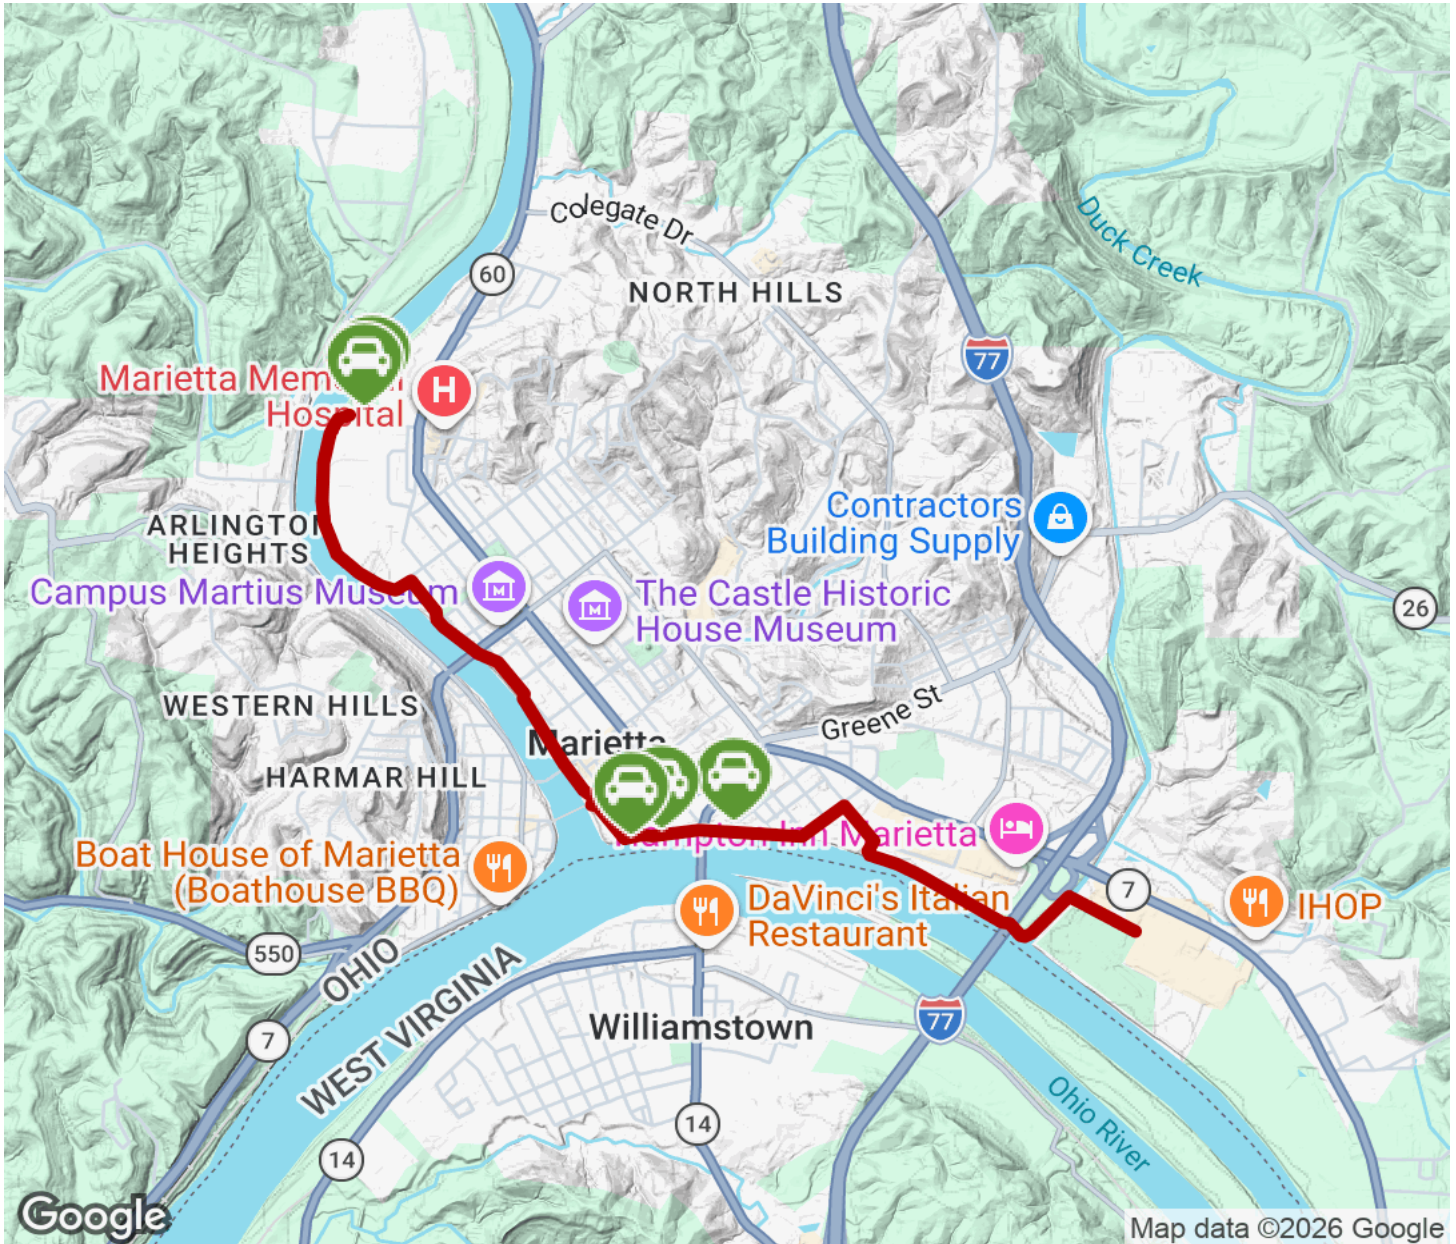 Colegate Dr
Duck Creek
60
NORTH HILLS
77
Marietta Memorial
Hospital
H
Contractors
Building Supply
ARLINGTON
HEIGHTS
Campus Martius Museum
M
M
The Castle Historic
House Museum
26
WESTERN HILLS
Greene St
Marietta
HARMAR HILL
Hampton Inn Marietta
Boat House of Marietta
(Boathouse BBQ)
7
DaVinci's Italian
Restaurant
IHOP
550
OHIO
WEST VIRGINIA
77
7
Williamstown
Ohio River
14
14
Google
Map data ©2026 Google